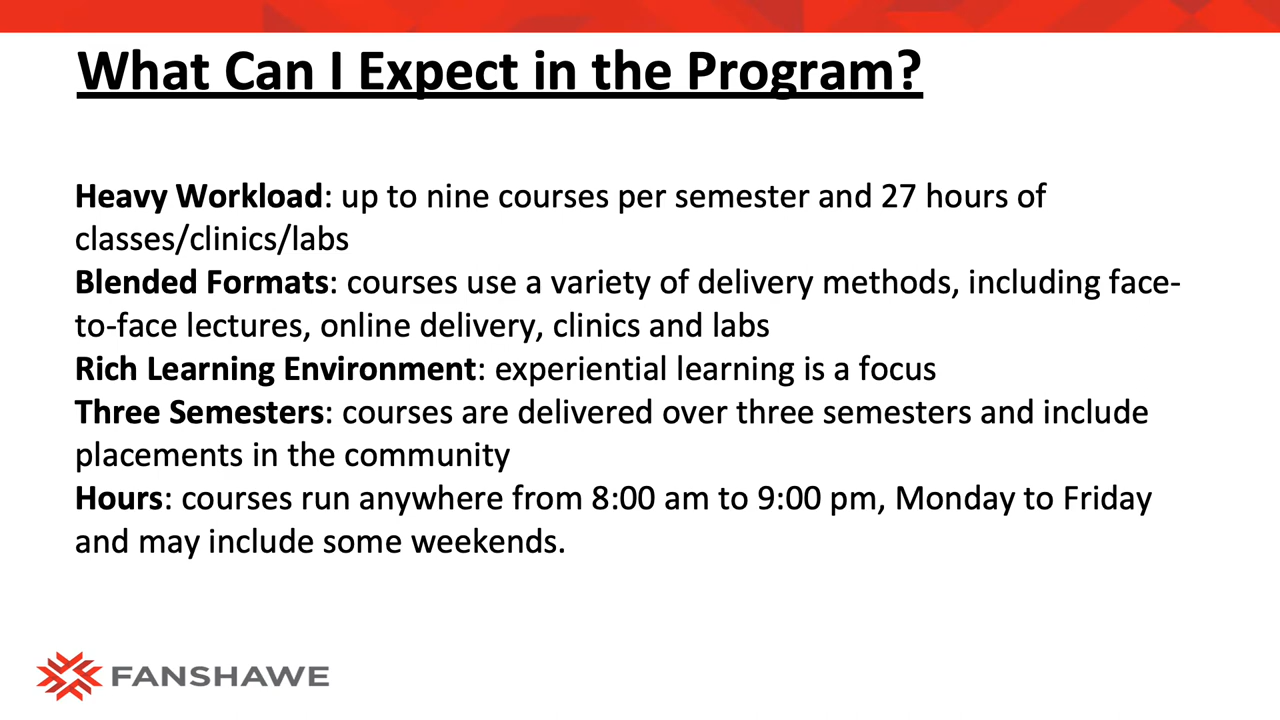 What Can I Expect in the Program?
Heavy Workload: up to nine courses per semester and 27 hours of
classes/clinics/labs
Blended Formats: courses use a variety of delivery methods, including face-
to-face lectures, online delivery, clinics and labs
Rich Learning Environment: experiential learning is a focus
Three Semesters: courses are delivered over three semesters and include
placements in the community
Hours: courses run anywhere from 8:00 am to 9:00 pm, Monday to Friday
and may include some weekends.
FANSHAWE